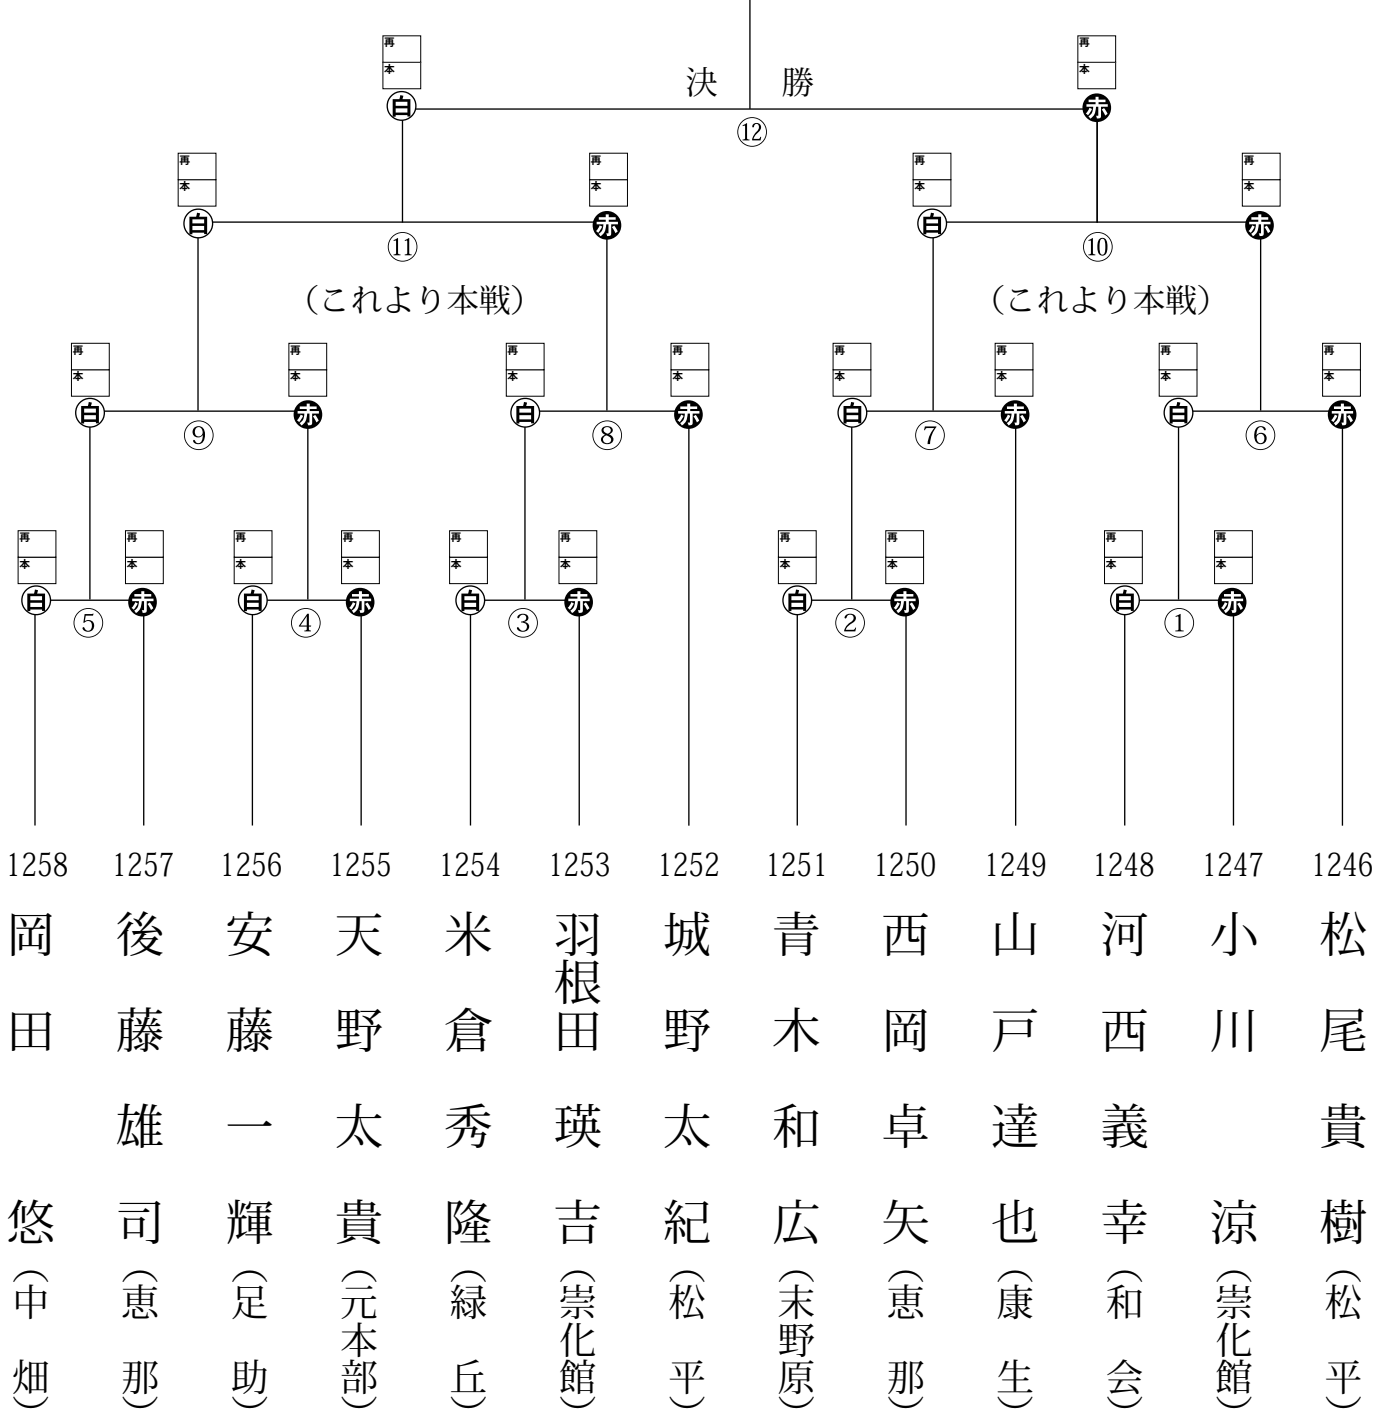 再 再
本 本
決 勝
白 赤
⑫
再 再 再 再
本 本 本 本
白 赤 白 赤
⑪ ⑩
（これより本戦） （これより本戦）
再 再 再 再 再 再 再 再
本 本 本 本 本 本 本 本
白 赤 白 赤 白 赤 白 赤
⑨ ⑧ ⑦ ⑥
再 再 再 再 再 再 再 再 再 再
本 本 本 本 本 本 本 本 本 本
白 赤 白 赤 白 赤 白 赤 白 赤
⑤ ④ ③ ② ①
1246 松尾貴樹（松平）
1247 小川涼（崇化館）
1248 河西義幸（和会）
1249 山戸達也（康生）
1250 西岡卓矢（恵那）
1251 青木和広（末野原）
1252 城野太紀（松平）
1253 羽根田瑛吉（崇化館）
1254 米倉秀隆（緑丘）
1255 天野太貴（元本部）
1256 安藤一輝（足助）
1257 後藤雄司（恵那）
1258 岡田悠（中畑）